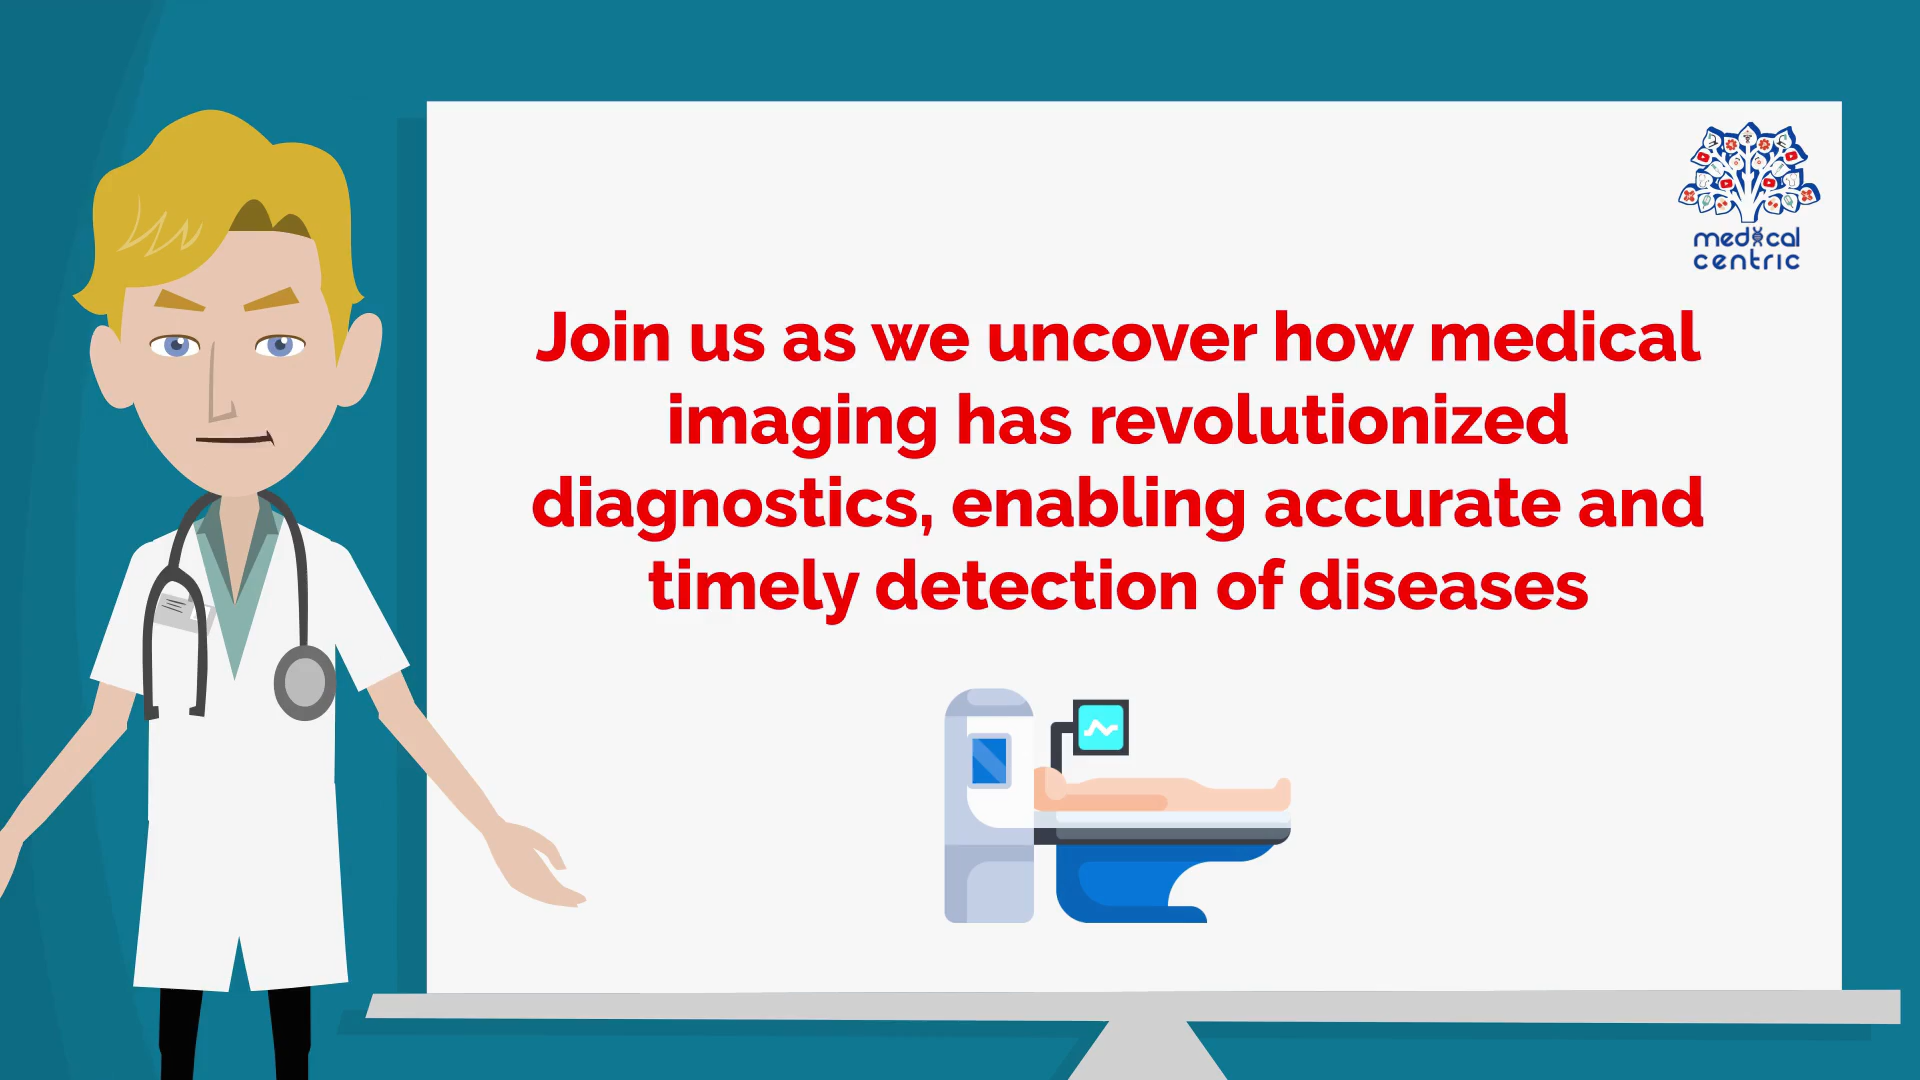 medical
centric
Join us as we uncover how medical
imaging has revolutionized
diagnostics, enabling accurate and
timely detection of diseases